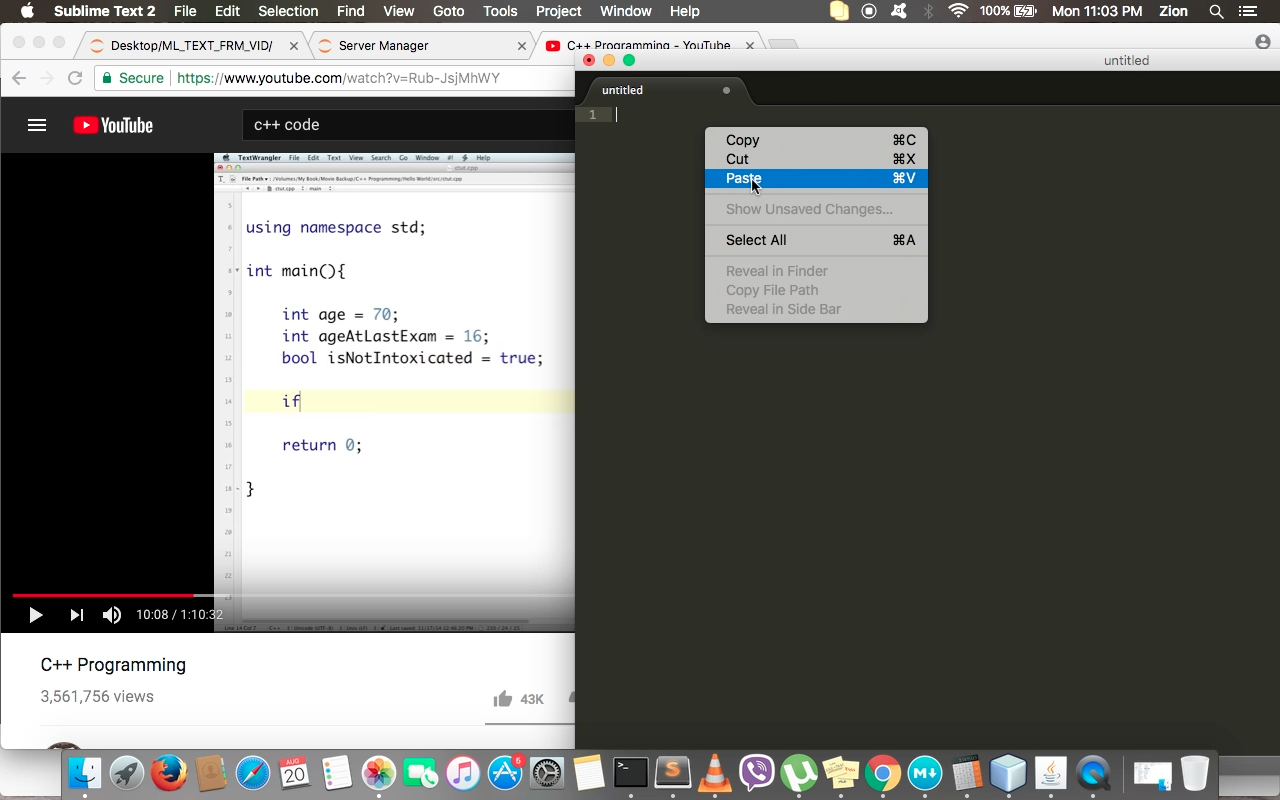 Sublime Text 2 File Edit Selection Find View Goto Tools Project Window Help 100% Mon 11:03 PM Zion
Desktop/ML_TEXT_FRM_VID/ Server Manager C++ Programming - YouTube
Secure https://www.youtube.com/watch?v=Rub-JsjMhWY
untitled
untitled
YouTube
c++ code
1
Copy ⌘C
Cut ⌘X
Paste ⌘V
Show Unsaved Changes...
Select All ⌘A
Reveal in Finder
Copy File Path
Reveal in Side Bar
TextWrangler File Edit Text View Search Go Window #! Help
ctut.cpp
File Path ▾ : /Volumes/My Book/Movie Backup/C++ Programming/Hello World/src/ctut.cpp
ctut.cpp main
5
6 using namespace std;
7
8 int main(){
9
10 int age = 70;
11 int ageAtLastExam = 16;
12 bool isNotIntoxicated = true;
13
14 if
15
16 return 0;
17
18 }
19
20
21
22
23
10:08 / 1:10:32
C++ Programming
3,561,756 views
43K
AUG
20
6
M